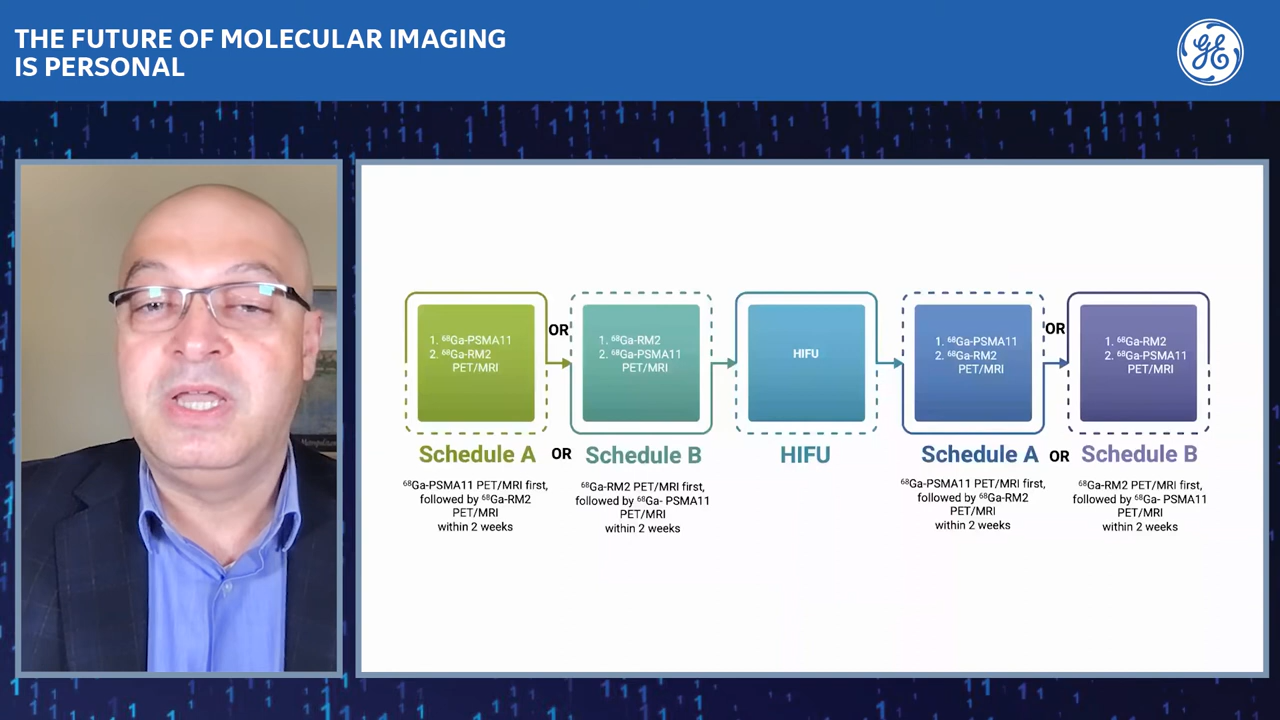 THE FUTURE OF MOLECULAR IMAGING
IS PERSONAL
GE
1. ⁶⁸Ga-PSMA11
2. ⁶⁸Ga-RM2
PET/MRI
OR
1. ⁶⁸Ga-RM2
2. ⁶⁸Ga-PSMA11
PET/MRI
HIFU
1. ⁶⁸Ga-PSMA11
2. ⁶⁸Ga-RM2
PET/MRI
OR
1. ⁶⁸Ga-RM2
2. ⁶⁸Ga-PSMA11
PET/MRI
Schedule A
OR
Schedule B
HIFU
Schedule A
OR
Schedule B
⁶⁸Ga-PSMA11 PET/MRI first,
followed by ⁶⁸Ga-RM2
PET/MRI
within 2 weeks
⁶⁸Ga-RM2 PET/MRI first,
followed by ⁶⁸Ga- PSMA11
PET/MRI
within 2 weeks
⁶⁸Ga-PSMA11 PET/MRI first,
followed by ⁶⁸Ga-RM2
PET/MRI
within 2 weeks
⁶⁸Ga-RM2 PET/MRI first,
followed by ⁶⁸Ga- PSMA11
PET/MRI
within 2 weeks